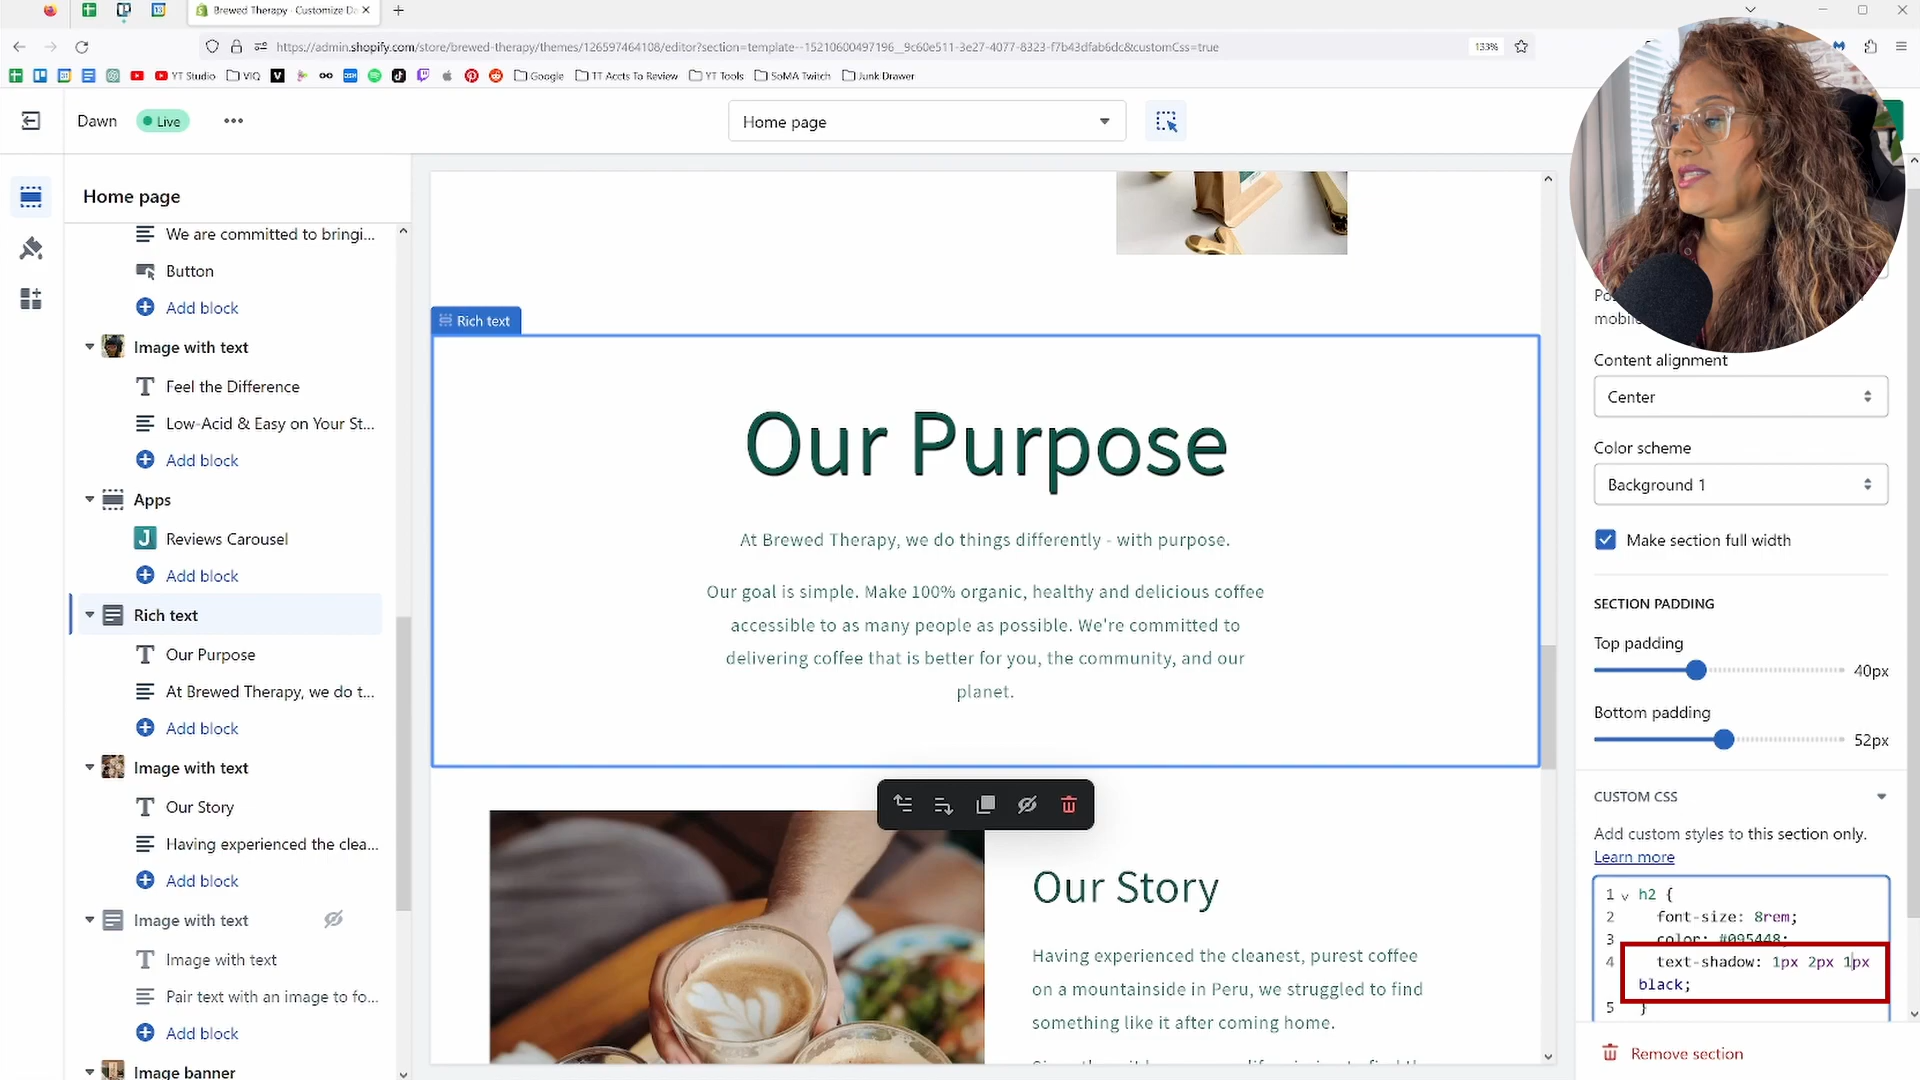 Brewed Therapy · Customize Da
https://admin.shopify.com/store/brewed-therapy/themes/126597464108/editor?section=template--15210600497196__9c60e511-3e27-4077-8323-f7b43dfab6dc&customCss=true
133%
YT Studio
VIQ
Google
TT Accts To Review
YT Tools
SoMA Twitch
Junk Drawer
Dawn
Live
Home page
Home page
We are committed to bringi...
Button
Add block
Image with text
Feel the Difference
Low-Acid & Easy on Your St...
Add block
Apps
Reviews Carousel
Add block
Rich text
Our Purpose
At Brewed Therapy, we do t...
Add block
Image with text
Our Story
Having experienced the clea...
Add block
Image with text
Image with text
Pair text with an image to fo...
Add block
Image banner
Rich text
Our Purpose
At Brewed Therapy, we do things differently - with purpose.
Our goal is simple. Make 100% organic, healthy and delicious coffee
accessible to as many people as possible. We're committed to
delivering coffee that is better for you, the community, and our
planet.
Our Story
Having experienced the cleanest, purest coffee
on a mountainside in Peru, we struggled to find
something like it after coming home.
Content alignment
Center
Color scheme
Background 1
Make section full width
SECTION PADDING
Top padding
40px
Bottom padding
52px
CUSTOM CSS
Add custom styles to this section only.
Learn more
1 h2 {
2 font-size: 8rem;
3 color: #095448;
4 text-shadow: 1px 2px 1px
black;
5 }
Remove section